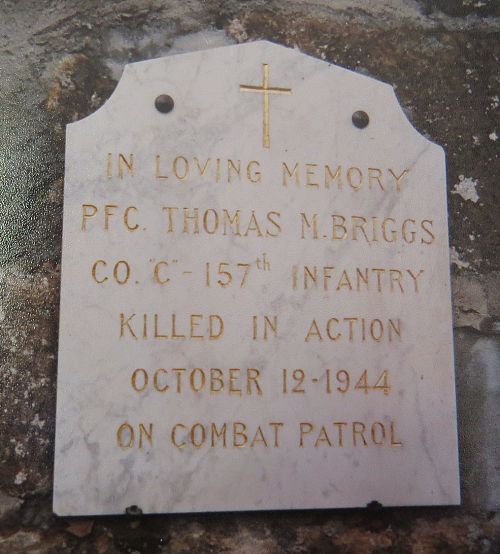 IN LOVING MEMORY
PFC. THOMAS M. BRIGGS
CO. "C" - 157th INFANTRY
KILLED IN ACTION
OCTOBER 12-1944
ON COMBAT PATROL